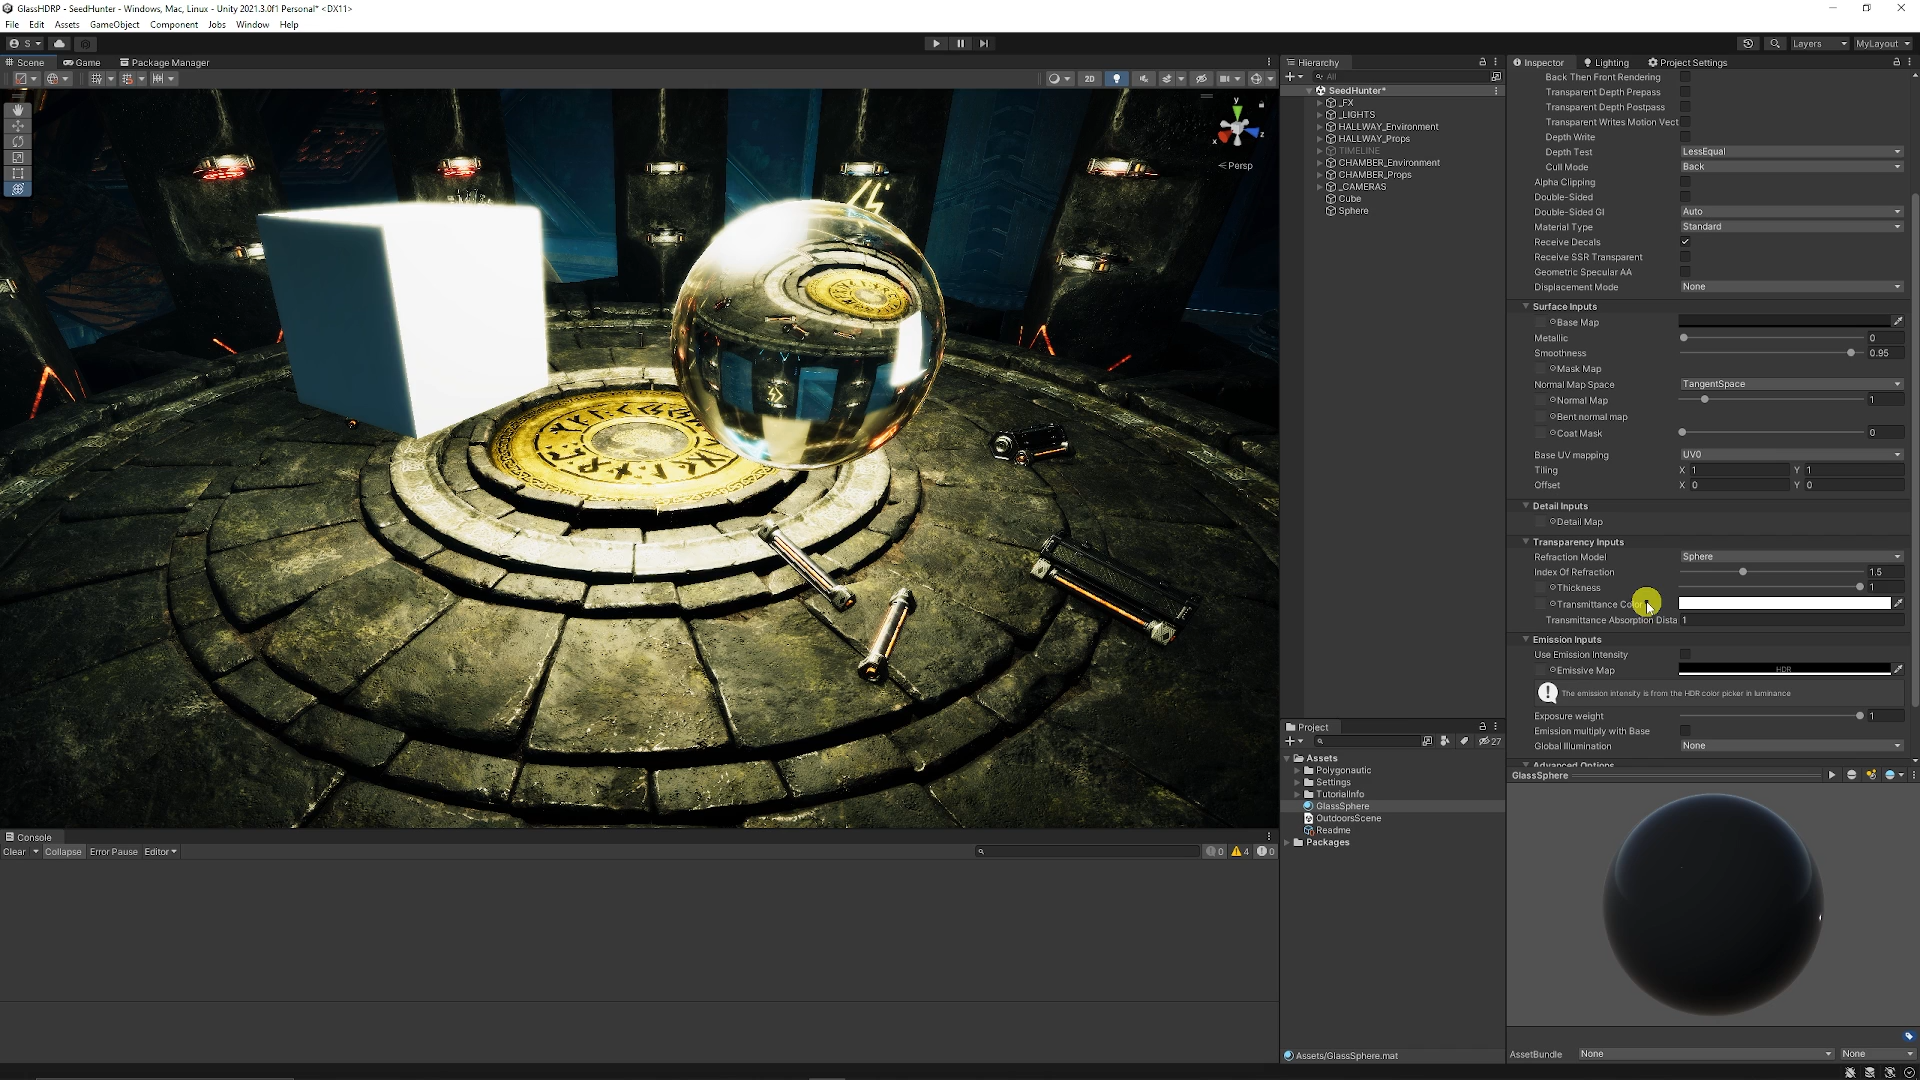 GlassHDRP - SeedHunter - Windows, Mac, Linux - Unity 2021.3.0f1 Personal* <DX11>
File Edit Assets GameObject Component Jobs Window Help
S Layers MyLayout
Scene Game Package Manager
2D
y
x z
Persp
Hierarchy
All
SeedHunter*
_FX
_LIGHTS
HALLWAY_Environment
HALLWAY_Props
TIMELINE
CHAMBER_Environment
CHAMBER_Props
_CAMERAS
Cube
Sphere
Inspector Lighting Project Settings
Back Then Front Rendering
Transparent Depth Prepass
Transparent Depth Postpass
Transparent Writes Motion Vect
Depth Write
Depth Test LessEqual
Cull Mode Back
Alpha Clipping
Double-Sided
Double-Sided GI Auto
Material Type Standard
Receive Decals
Receive SSR Transparent
Geometric Specular AA
Displacement Mode None
Surface Inputs
Base Map
Metallic 0
Smoothness 0.95
Mask Map
Normal Map Space TangentSpace
Normal Map 1
Bent normal map
Coat Mask 0
Base UV mapping UV0
Tiling X 1 Y 1
Offset X 0 Y 0
Detail Inputs
Detail Map
Transparency Inputs
Refraction Model Sphere
Index Of Refraction 1.5
Thickness 1
Transmittance Colo
Transmittance Absorption Dista 1
Emission Inputs
Use Emission Intensity
Emissive Map HDR
The emission intensity is from the HDR color picker in luminance
Exposure weight 1
Emission multiply with Base
Global Illumination None
Advanced Options
GlassSphere
AssetBundle None None
Project
27
Assets
Polygonautic
Settings
TutorialInfo
GlassSphere
OutdoorsScene
Readme
Packages
Assets/GlassSphere.mat
Console
Clear Collapse Error Pause Editor 0 4 0